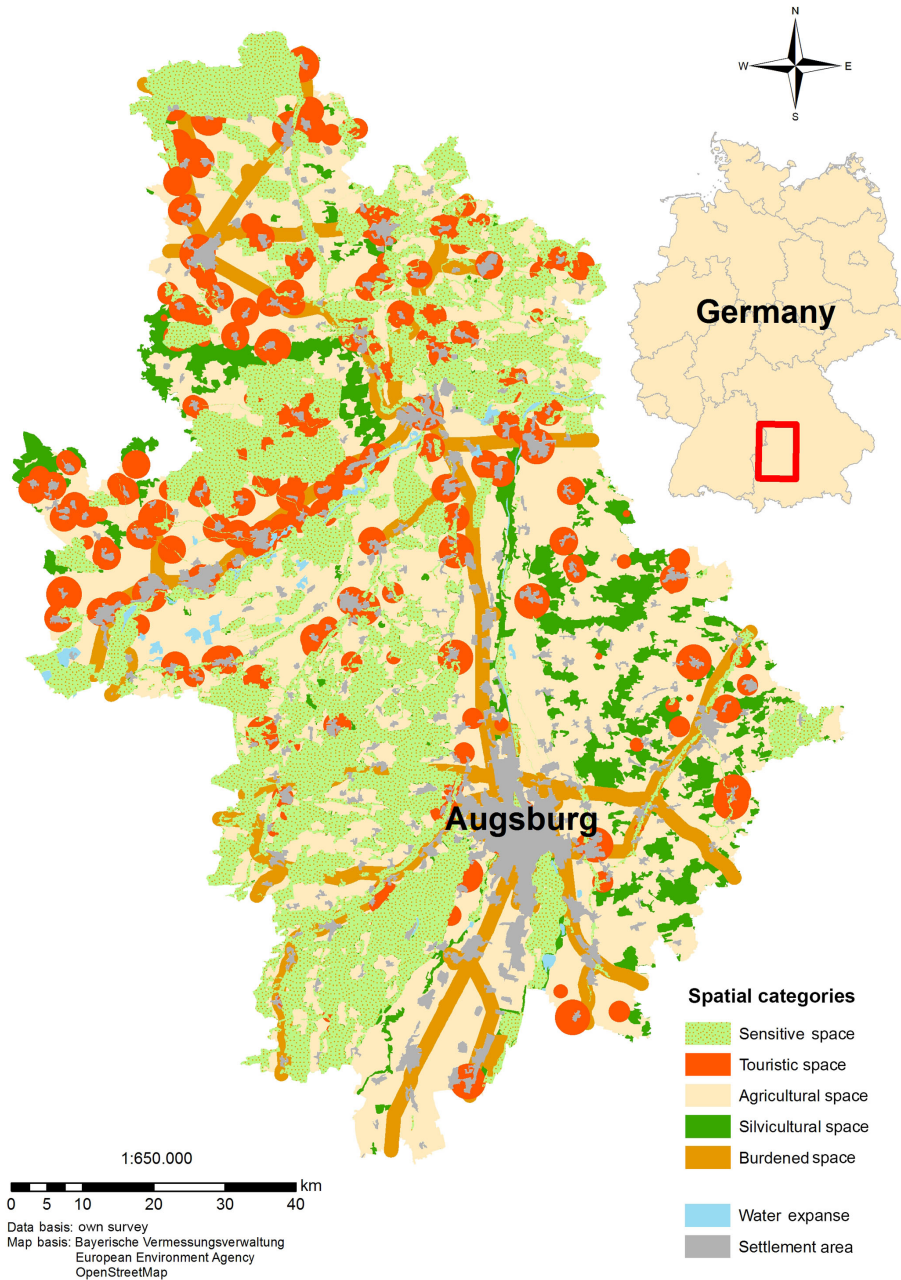 N
W E
S
Germany
Augsburg
Spatial categories
Sensitive space
Touristic space
Agricultural space
Silvicultural space
Burdened space
Water expanse
Settlement area
1:650.000
km
0 5 10 20 30 40
Data basis: own survey
Map basis: Bayerische Vermessungsverwaltung
European Environment Agency
OpenStreetMap